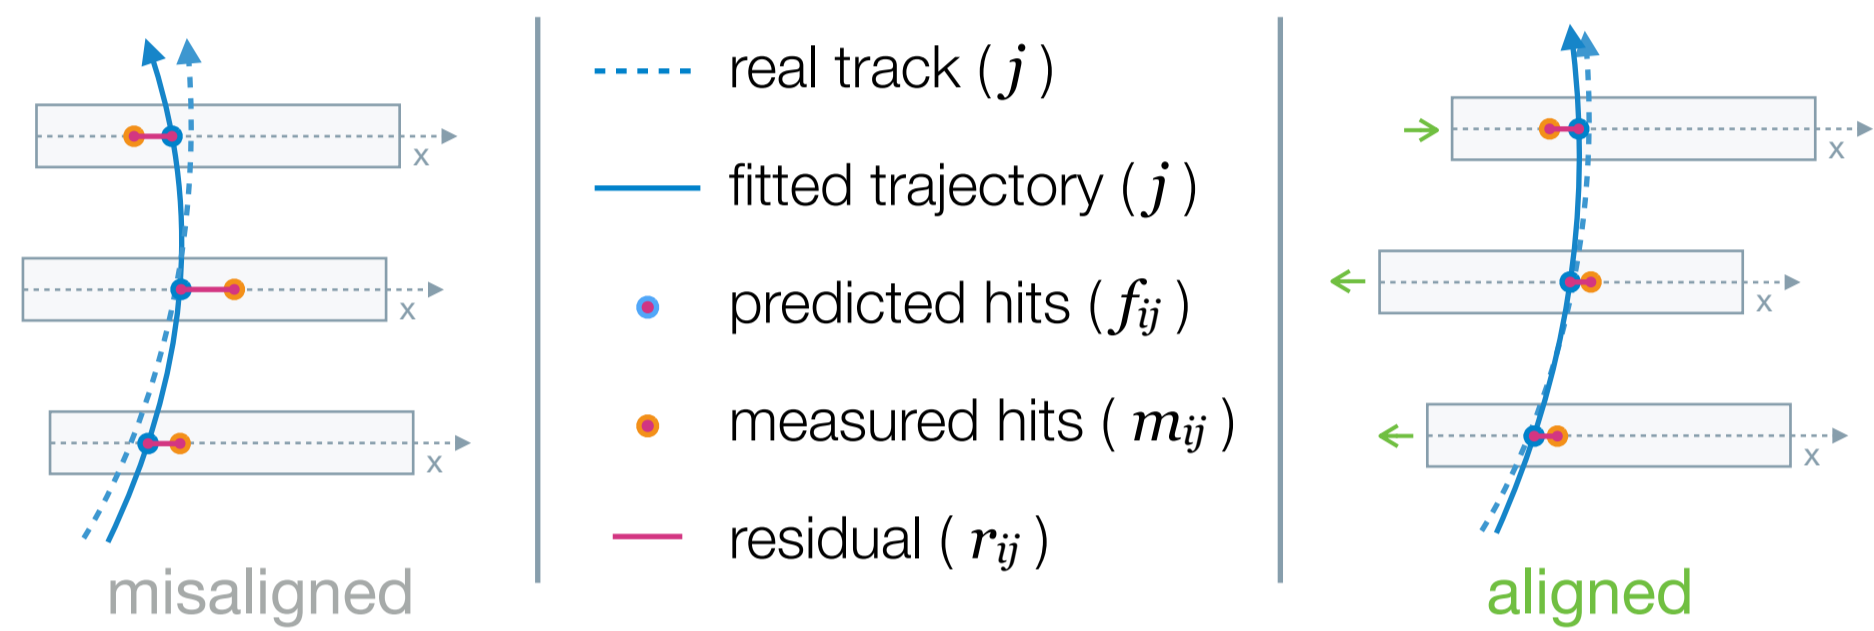 x
x
x
misaligned
real track ( j )
fitted trajectory ( j )
predicted hits ( fij )
measured hits ( mij )
residual ( rij )
x
x
x
aligned